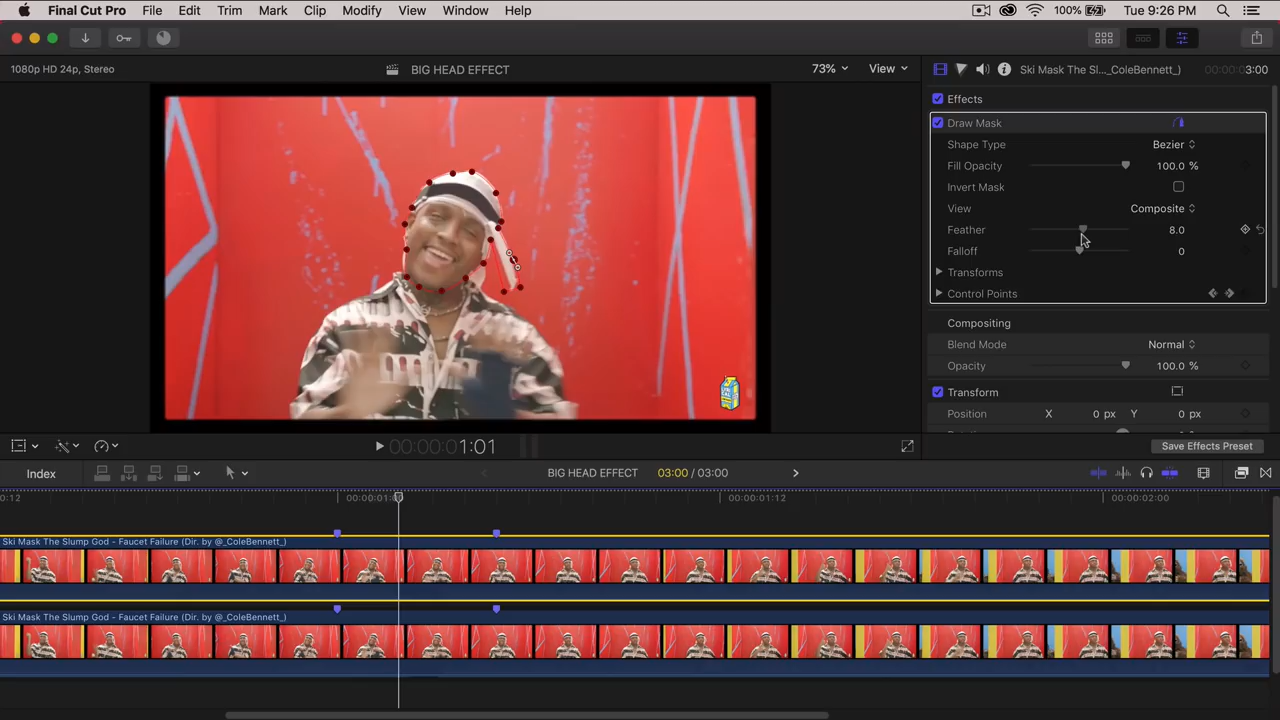 Final Cut Pro File Edit Trim Mark Clip Modify View Window Help 100% Tue 9:26 PM
1080p HD 24p, Stereo BIG HEAD EFFECT 73% View Ski Mask The Sl..._ColeBennett_) 00:00:03:00
Effects
Draw Mask
Shape Type Bezier
Fill Opacity 100.0 %
Invert Mask
View Composite
Feather 8.0
Falloff 0
Transforms
Control Points
Compositing
Blend Mode Normal
Opacity 100.0 %
Transform
Position X 0 px Y 0 px
00:00:01:01 Save Effects Preset
Index BIG HEAD EFFECT 03:00 / 03:00
0:12 00:00:01:12 00:00:02:00
Ski Mask The Slump God - Faucet Failure (Dir. by @_ColeBennett_)
Ski Mask The Slump God - Faucet Failure (Dir. by @_ColeBennett_)